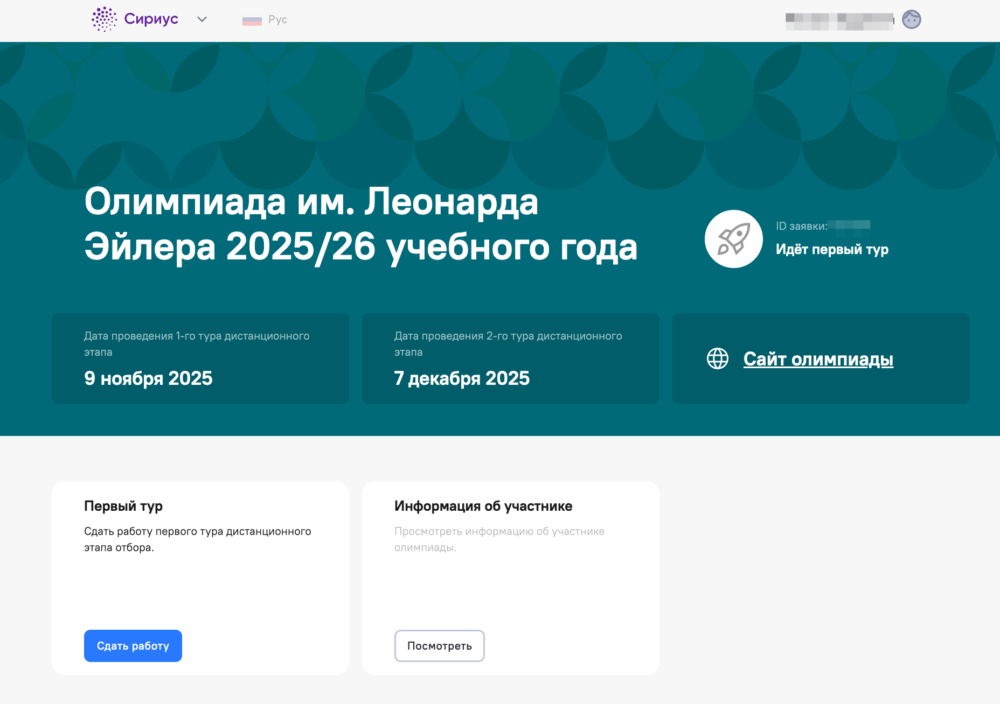 Сириус
Рус
Олимпиада им. Леонарда
Эйлера 2025/26 учебного года
ID заявки:
Идёт первый тур
Дата проведения 1-го тура дистанционного
этапа
9 ноября 2025
Дата проведения 2-го тура дистанционного
этапа
7 декабря 2025
Сайт олимпиады
Первый тур
Сдать работу первого тура дистанционного
этапа отбора.
Сдать работу
Информация об участнике
Просмотреть информацию об участнике
олимпиады.
Посмотреть